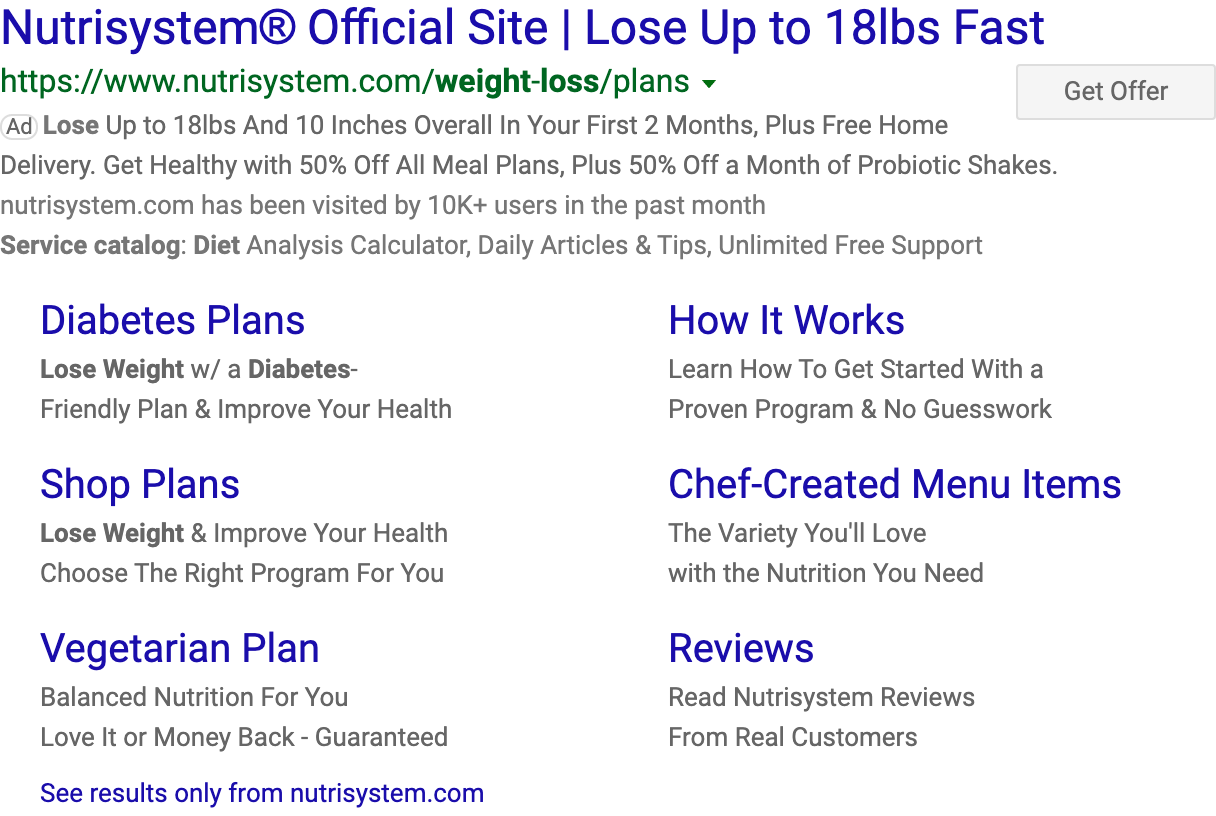 Nutrisystem® Official Site | Lose Up to 18lbs Fast
https://www.nutrisystem.com/weight-loss/plans
Get Offer
Ad Lose Up to 18lbs And 10 Inches Overall In Your First 2 Months, Plus Free Home
Delivery. Get Healthy with 50% Off All Meal Plans, Plus 50% Off a Month of Probiotic Shakes.
nutrisystem.com has been visited by 10K+ users in the past month
Service catalog: Diet Analysis Calculator, Daily Articles & Tips, Unlimited Free Support
Diabetes Plans
Lose Weight w/ a Diabetes-
Friendly Plan & Improve Your Health
How It Works
Learn How To Get Started With a
Proven Program & No Guesswork
Shop Plans
Lose Weight & Improve Your Health
Choose The Right Program For You
Chef-Created Menu Items
The Variety You'll Love
with the Nutrition You Need
Vegetarian Plan
Balanced Nutrition For You
Love It or Money Back - Guaranteed
Reviews
Read Nutrisystem Reviews
From Real Customers
See results only from nutrisystem.com